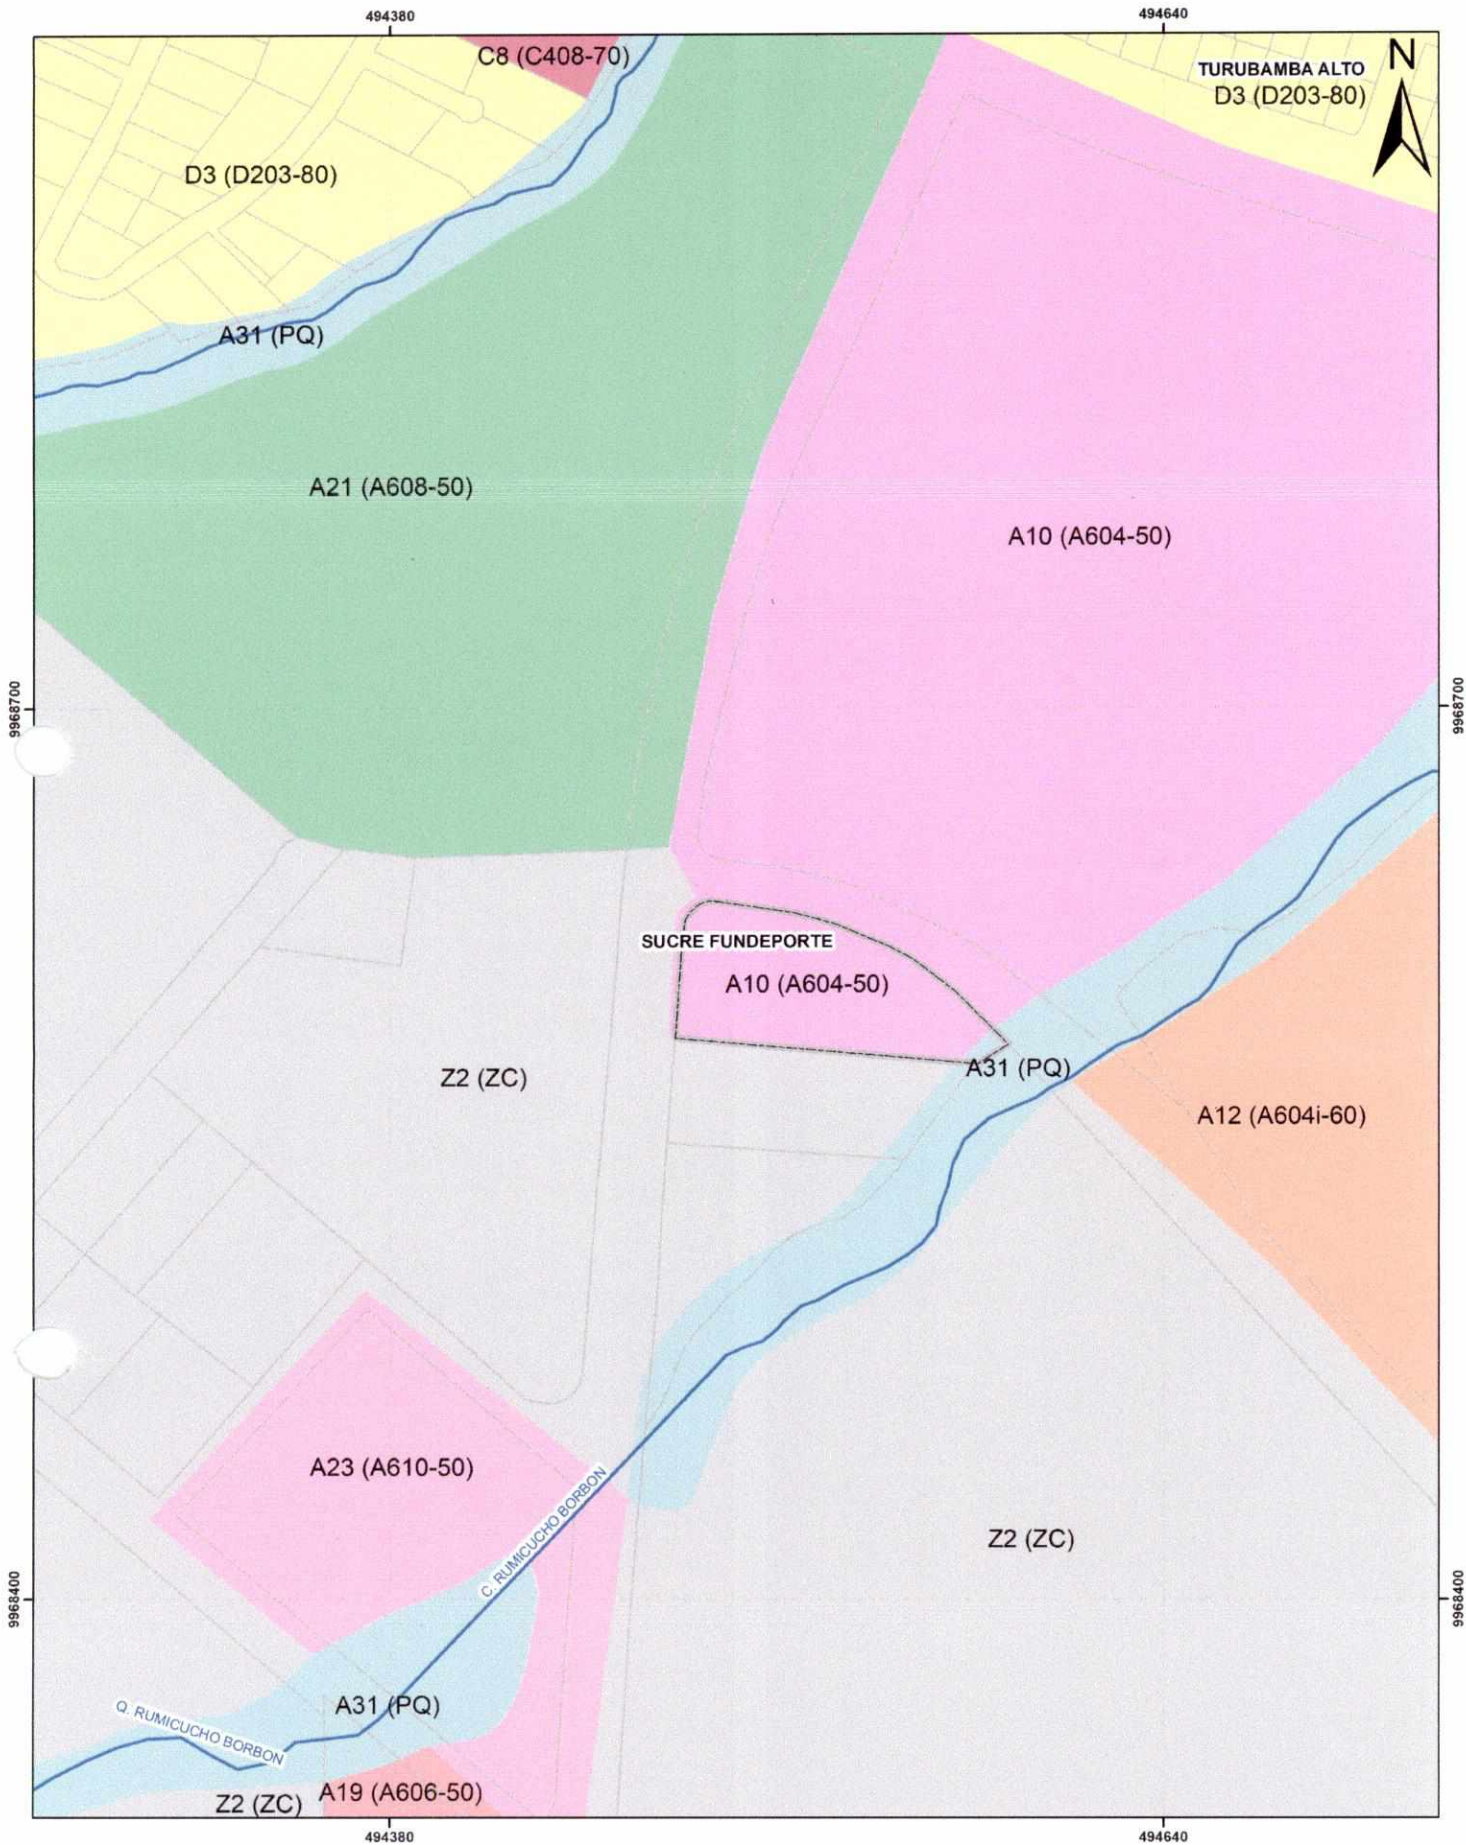 494380
494640
C8 (C408-70)
N
TURUBAMBA ALTO
D3 (D203-80)
D3 (D203-80)
A31 (PQ)
A21 (A608-50)
A10 (A604-50)
9968700
9968700
SUCRE FUNDEPORTE
A10 (A604-50)
A31 (PQ)
Z2 (ZC)
A12 (A604i-60)
A23 (A610-50)
C. RUMICUCHO BORBON
Z2 (ZC)
9968400
9968400
A31 (PQ)
Q. RUMICUCHO BORBON
A19 (A606-50)
Z2 (ZC)
494380
494640